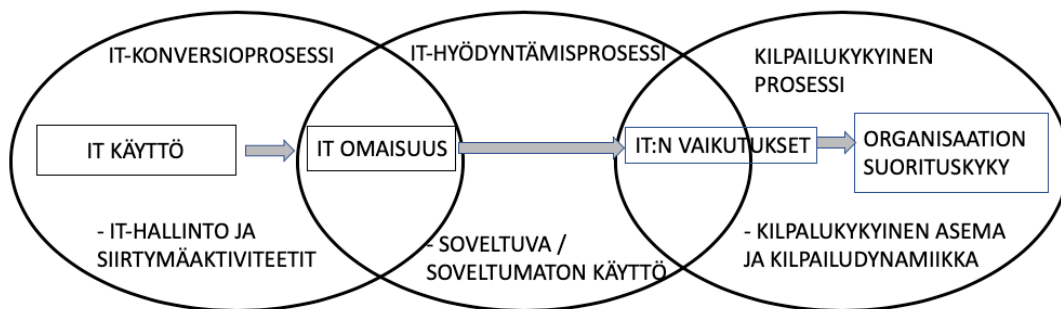 IT-KONVERSIOPROSESSI
IT-HYÖDYNTÄMISPROSESSI
KILPAILUKYKYINEN
PROSESSI
IT KÄYTTÖ
IT OMAISUUS
IT:N VAIKUTUKSET
ORGANISAATION
SUORITUSKYKY
- IT-HALLINTO JA
SIIRTYMÄAKTIVITEETIT
- SOVELTUVA /
SOVELTUMATON KÄYTTÖ
- KILPALUKYKYINEN ASEMA
JA KILPAILUDYNAMIIKKA